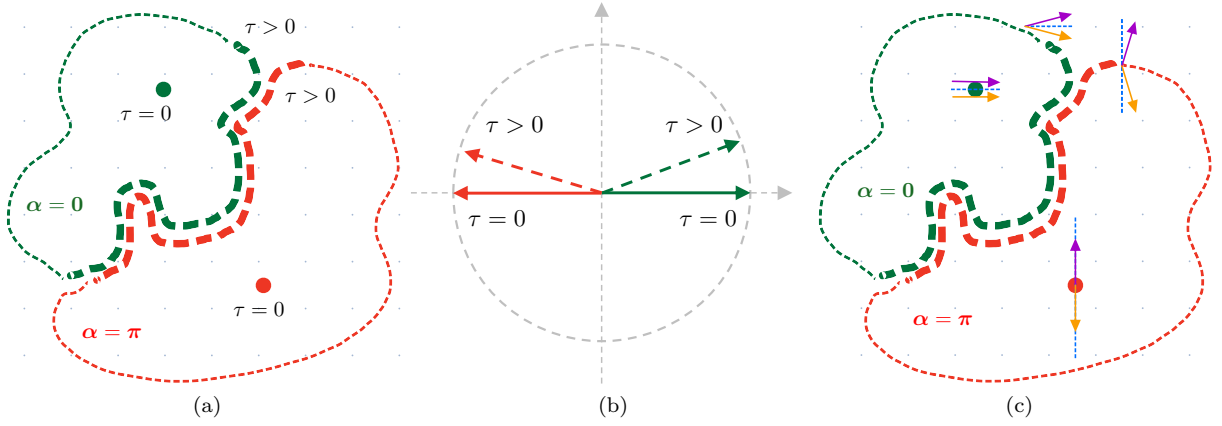 τ > 0
τ > 0
τ = 0
α = 0
τ = 0
α = π
(a)
τ > 0
τ > 0
τ = 0
τ = 0
(b)
α = 0
α = π
(c)